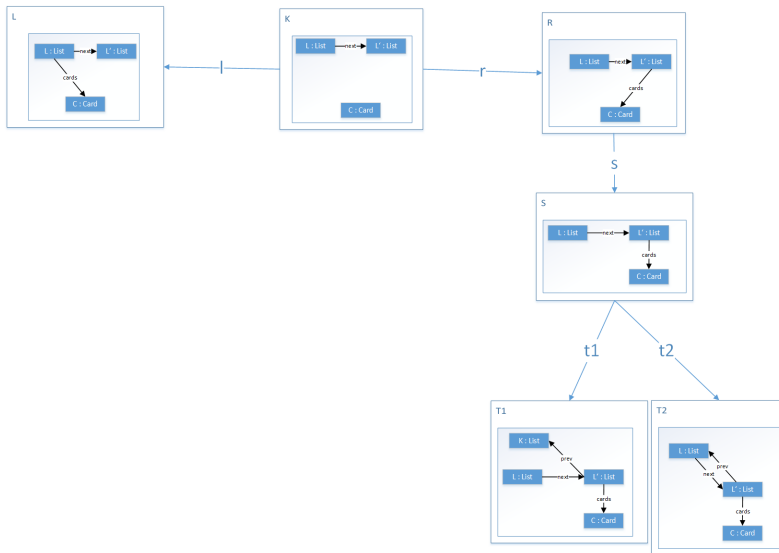 L
L : List
next
L' : List
cards
C : Card
l
K
L : List
next
L' : List
C : Card
r
R
L : List
next
L' : List
cards
C : Card
S
S
L : List
next
L' : List
cards
C : Card
t1
t2
T1
K : List
prev
L : List
next
L' : List
cards
C : Card
T2
L : List
prev
next
L' : List
cards
C : Card